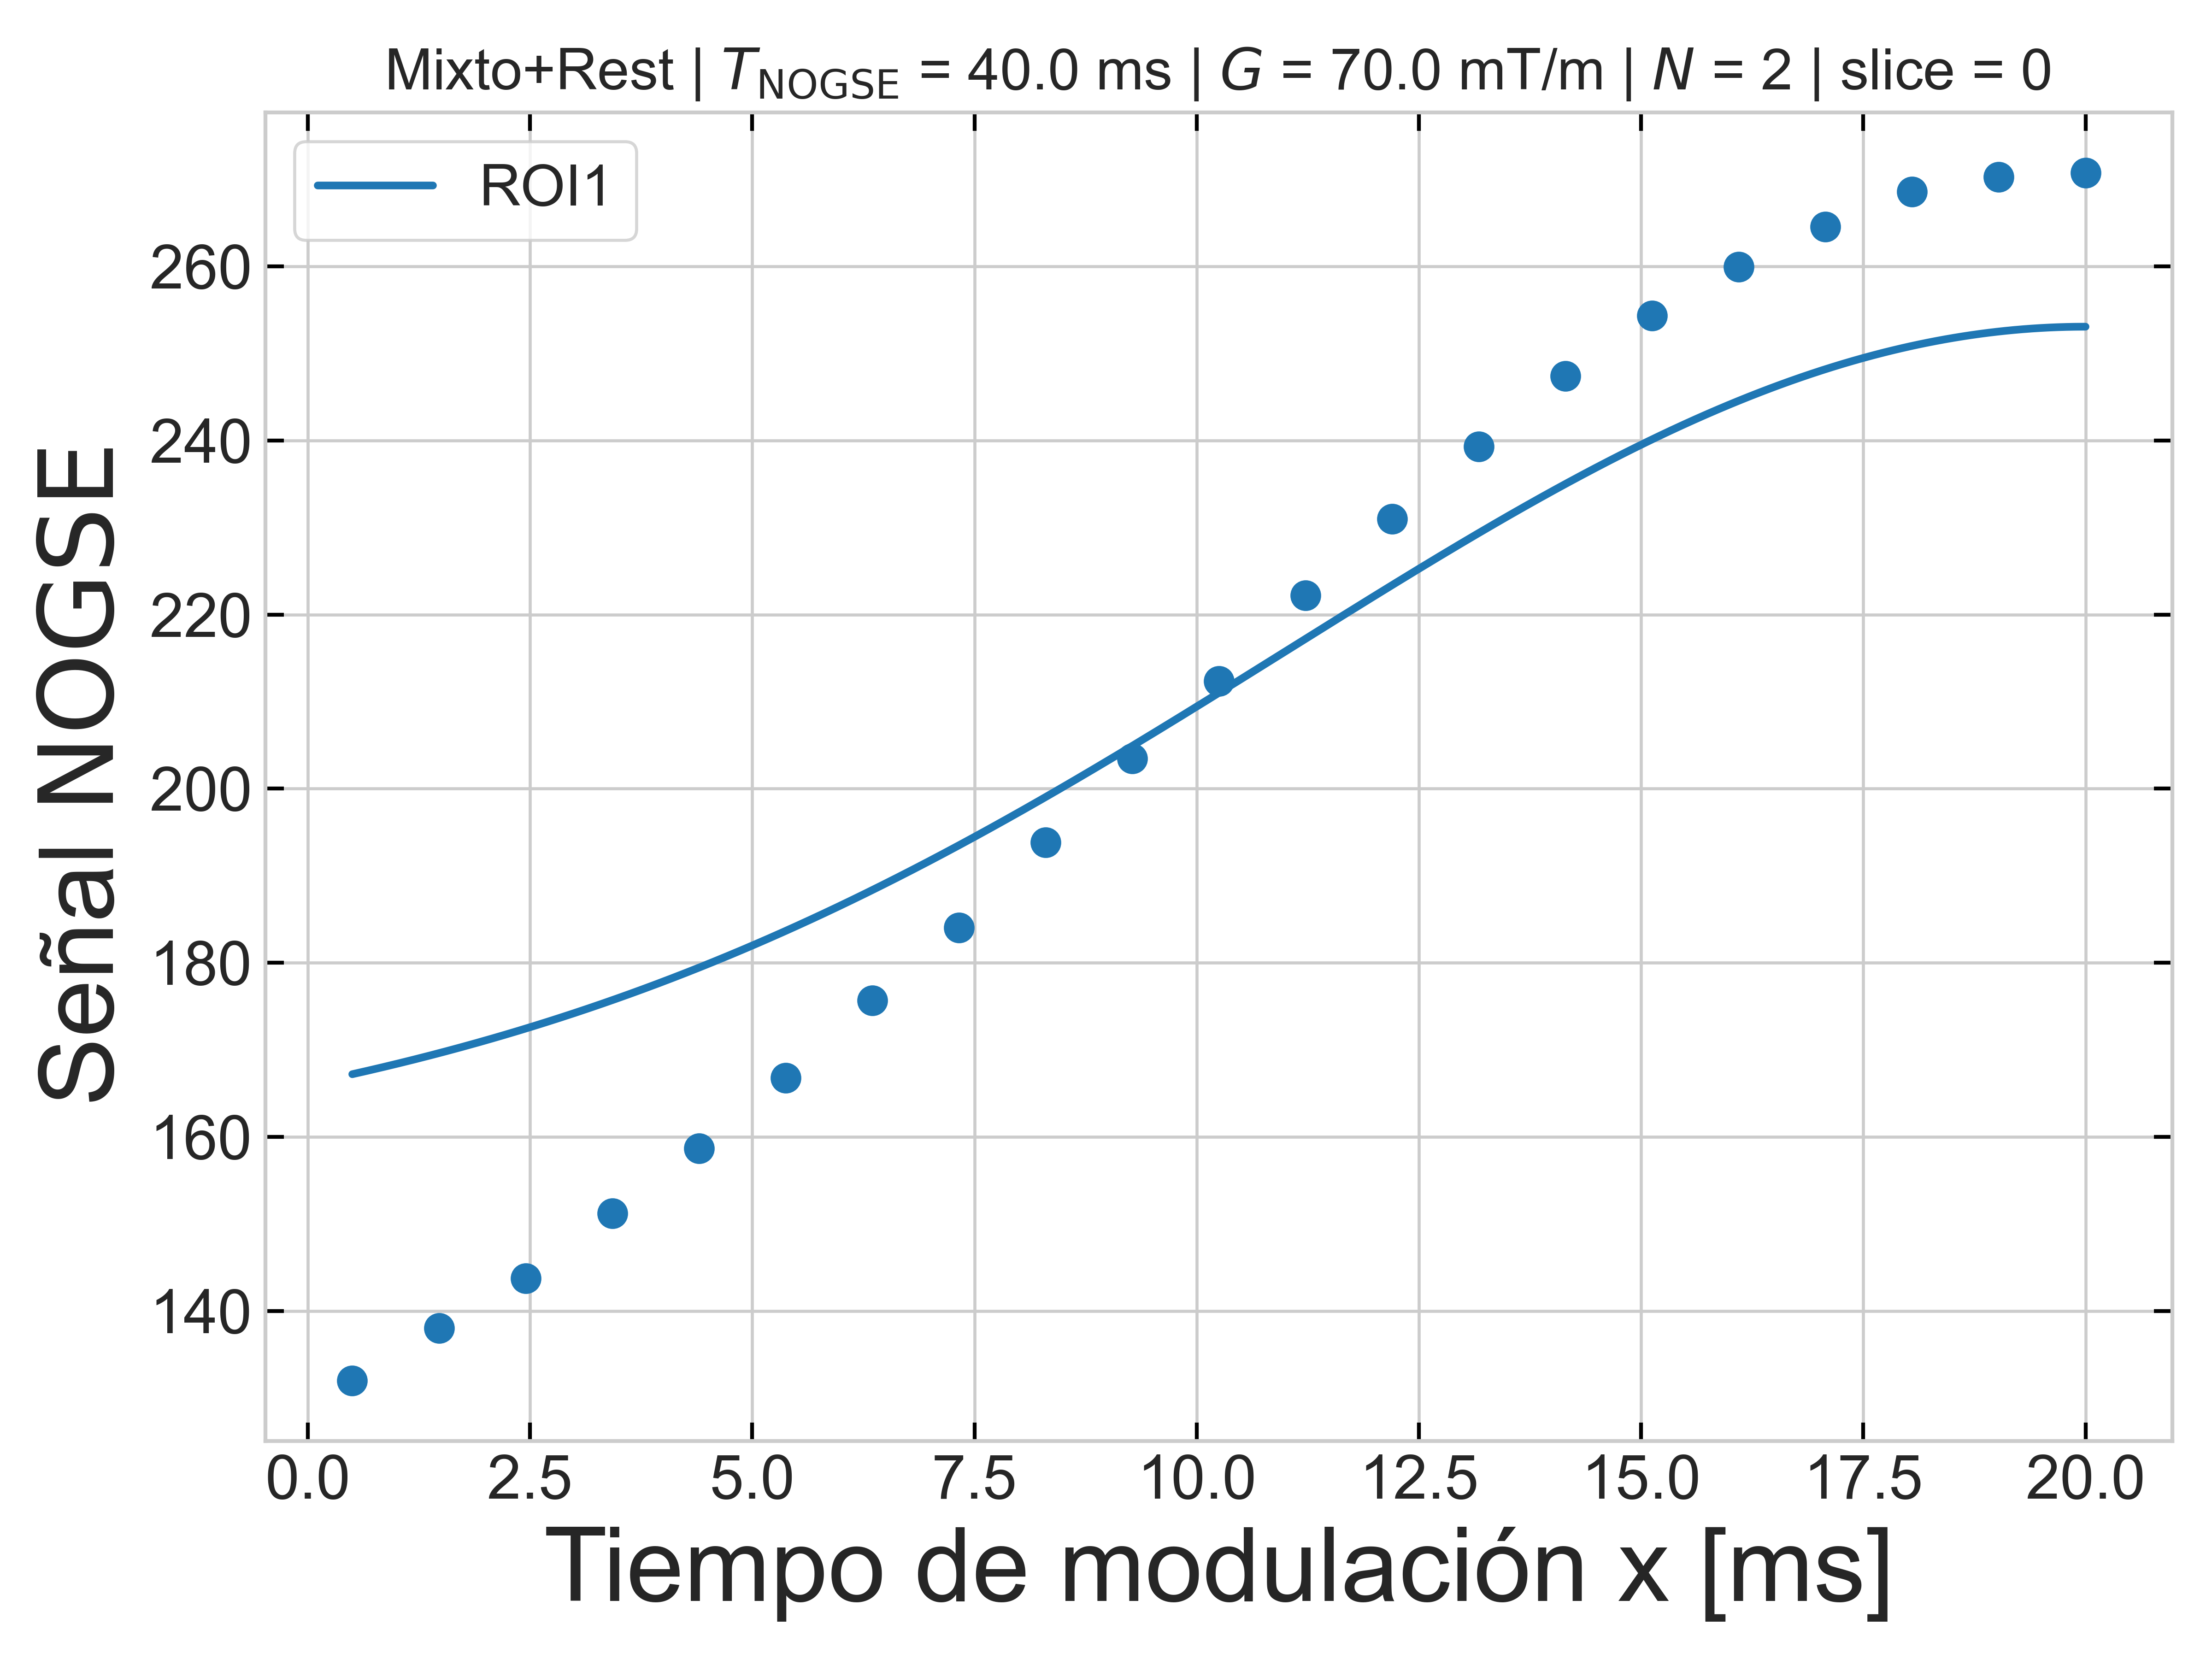 Mixto+Rest | T_NOGSE = 40.0 ms | G = 70.0 mT/m | N = 2 | slice = 0
ROI1
Señal NOGSE
260
240
220
200
180
160
140
0.0 2.5 5.0 7.5 10.0 12.5 15.0 17.5 20.0
Tiempo de modulación x [ms]